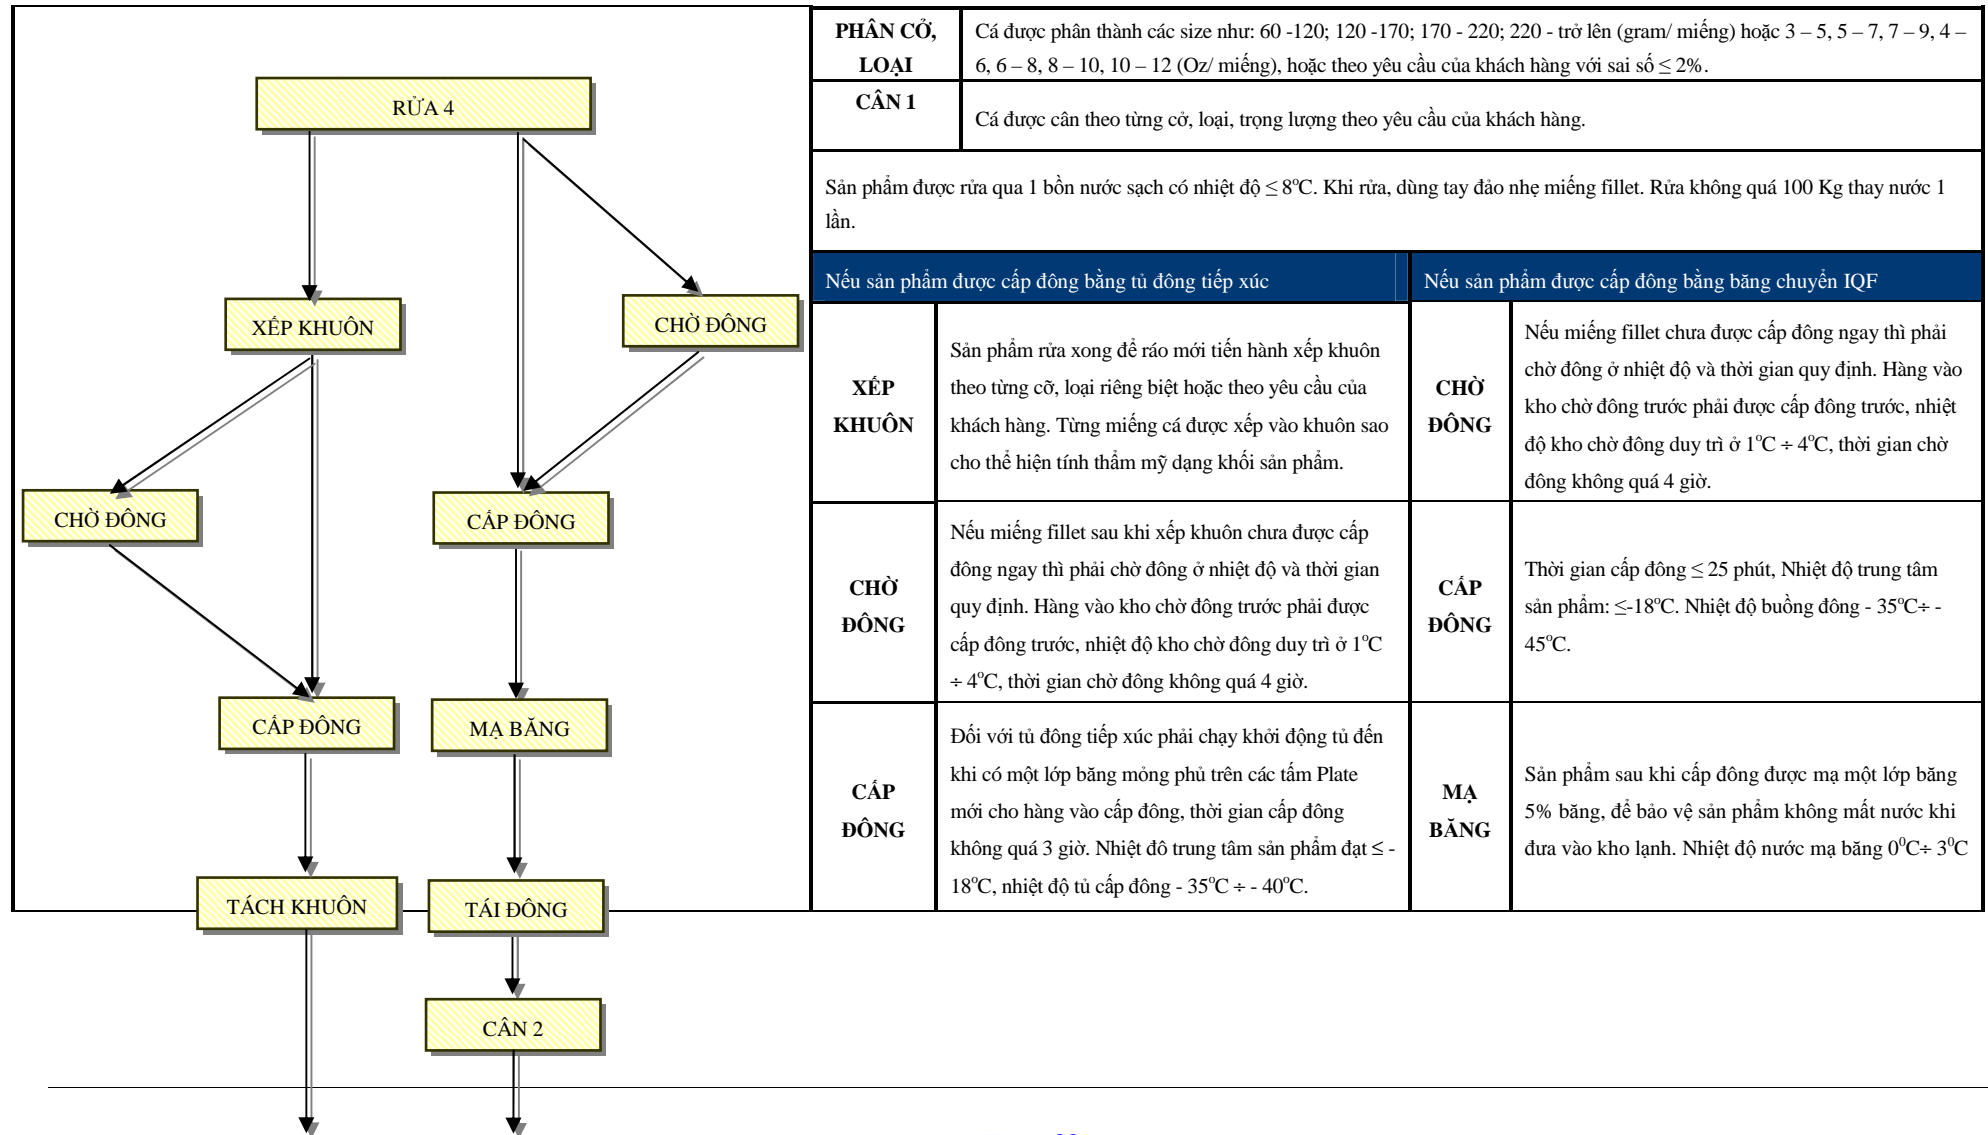 RỬA 4
XẾP KHUÔN
CHỜ ĐÔNG
CHỜ ĐÔNG
CẤP ĐÔNG
CẤP ĐÔNG
MẠ BĂNG
TÁCH KHUÔN
TÁI ĐÔNG
CÂN 2
PHÂN CỞ,
LOẠI
Cá được phân thành các size như: 60 -120; 120 -170; 170 - 220; 220 - trở lên (gram/ miếng) hoặc 3 – 5, 5 – 7, 7 – 9, 4 –
6, 6 – 8, 8 – 10, 10 – 12 (Oz/ miếng), hoặc theo yêu cầu của khách hàng với sai số ≤ 2%.
CÂN 1
Cá được cân theo từng cở, loại, trọng lượng theo yêu cầu của khách hàng.
Sản phẩm được rửa qua 1 bồn nước sạch có nhiệt độ ≤ 8°C. Khi rửa, dùng tay đảo nhẹ miếng fillet. Rửa không quá 100 Kg thay nước 1
lần.
Nếu sản phẩm được cấp đông bằng tủ đông tiếp xúc
Nếu sản phẩm được cấp đông bằng băng chuyển IQF
XẾP
KHUÔN
Sản phẩm rửa xong để ráo mới tiến hành xếp khuôn
theo từng cỡ, loại riêng biệt hoặc theo yêu cầu của
khách hàng. Từng miếng cá được xếp vào khuôn sao
cho thể hiện tính thẩm mỹ dạng khối sản phẩm.
CHỜ
ĐÔNG
Nếu miếng fillet chưa được cấp đông ngay thì phải
chờ đông ở nhiệt độ và thời gian quy định. Hàng vào
kho chờ đông trước phải được cấp đông trước, nhiệt
độ kho chờ đông duy trì ở 1°C ÷ 4°C, thời gian chờ
đông không quá 4 giờ.
CHỜ
ĐÔNG
Nếu miếng fillet sau khi xếp khuôn chưa được cấp
đông ngay thì phải chờ đông ở nhiệt độ và thời gian
quy định. Hàng vào kho chờ đông trước phải được
cấp đông trước, nhiệt độ kho chờ đông duy trì ở 1°C
÷ 4°C, thời gian chờ đông không quá 4 giờ.
CẤP
ĐÔNG
Thời gian cấp đông ≤ 25 phút, Nhiệt độ trung tâm
sản phẩm: ≤-18°C. Nhiệt độ buồng đông - 35°C÷ -
45°C.
CẤP
ĐÔNG
Đối với tủ đông tiếp xúc phải chạy khởi động tủ đến
khi có một lớp băng mỏng phủ trên các tấm Plate
mới cho hàng vào cấp đông, thời gian cấp đông
không quá 3 giờ. Nhiệt đô trung tâm sản phẩm đạt ≤ -
18°C, nhiệt độ tủ cấp đông - 35°C ÷ - 40°C.
MẠ
BĂNG
Sản phẩm sau khi cấp đông được mạ một lớp băng
5% băng, để bảo vệ sản phẩm không mất nước khi
đưa vào kho lạnh. Nhiệt độ nước mạ băng 0⁰C÷ 3⁰C